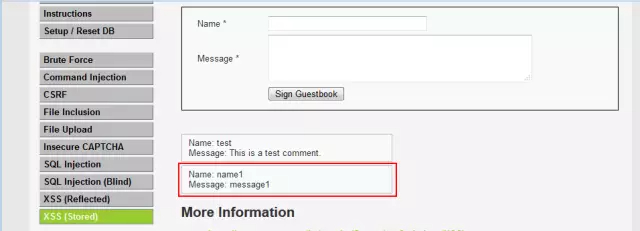 Instructions
Setup / Reset DB
Brute Force
Command Injection
CSRF
File Inclusion
File Upload
Insecure CAPTCHA
SQL Injection
SQL Injection (Blind)
XSS (Reflected)
XSS (Stored)
Name *
Message *
Sign Guestbook
Name: test
Message: This is a test comment.
Name: name1
Message: message1
More Information